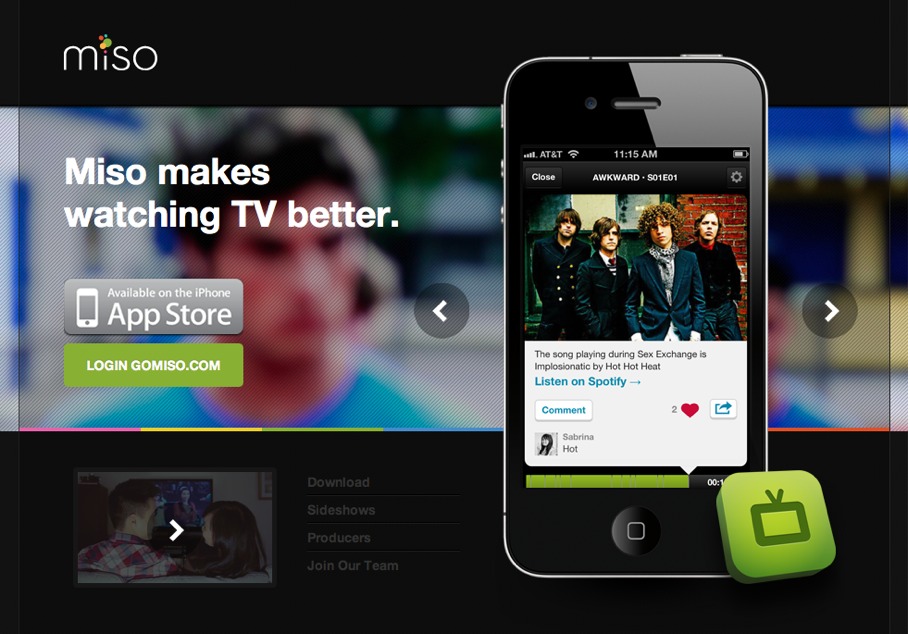 miso
Miso makes
watching TV better.
Available on the iPhone
App Store
LOGIN GOMISO.COM
AT&T
11:15 AM
Close
AWKWARD • S01E01
The song playing during Sex Exchange is
Implosionatic by Hot Hot Heat
Listen on Spotify →
Comment
2
Sabrina
Hot
00:1
Download
Sideshows
Producers
Join Our Team